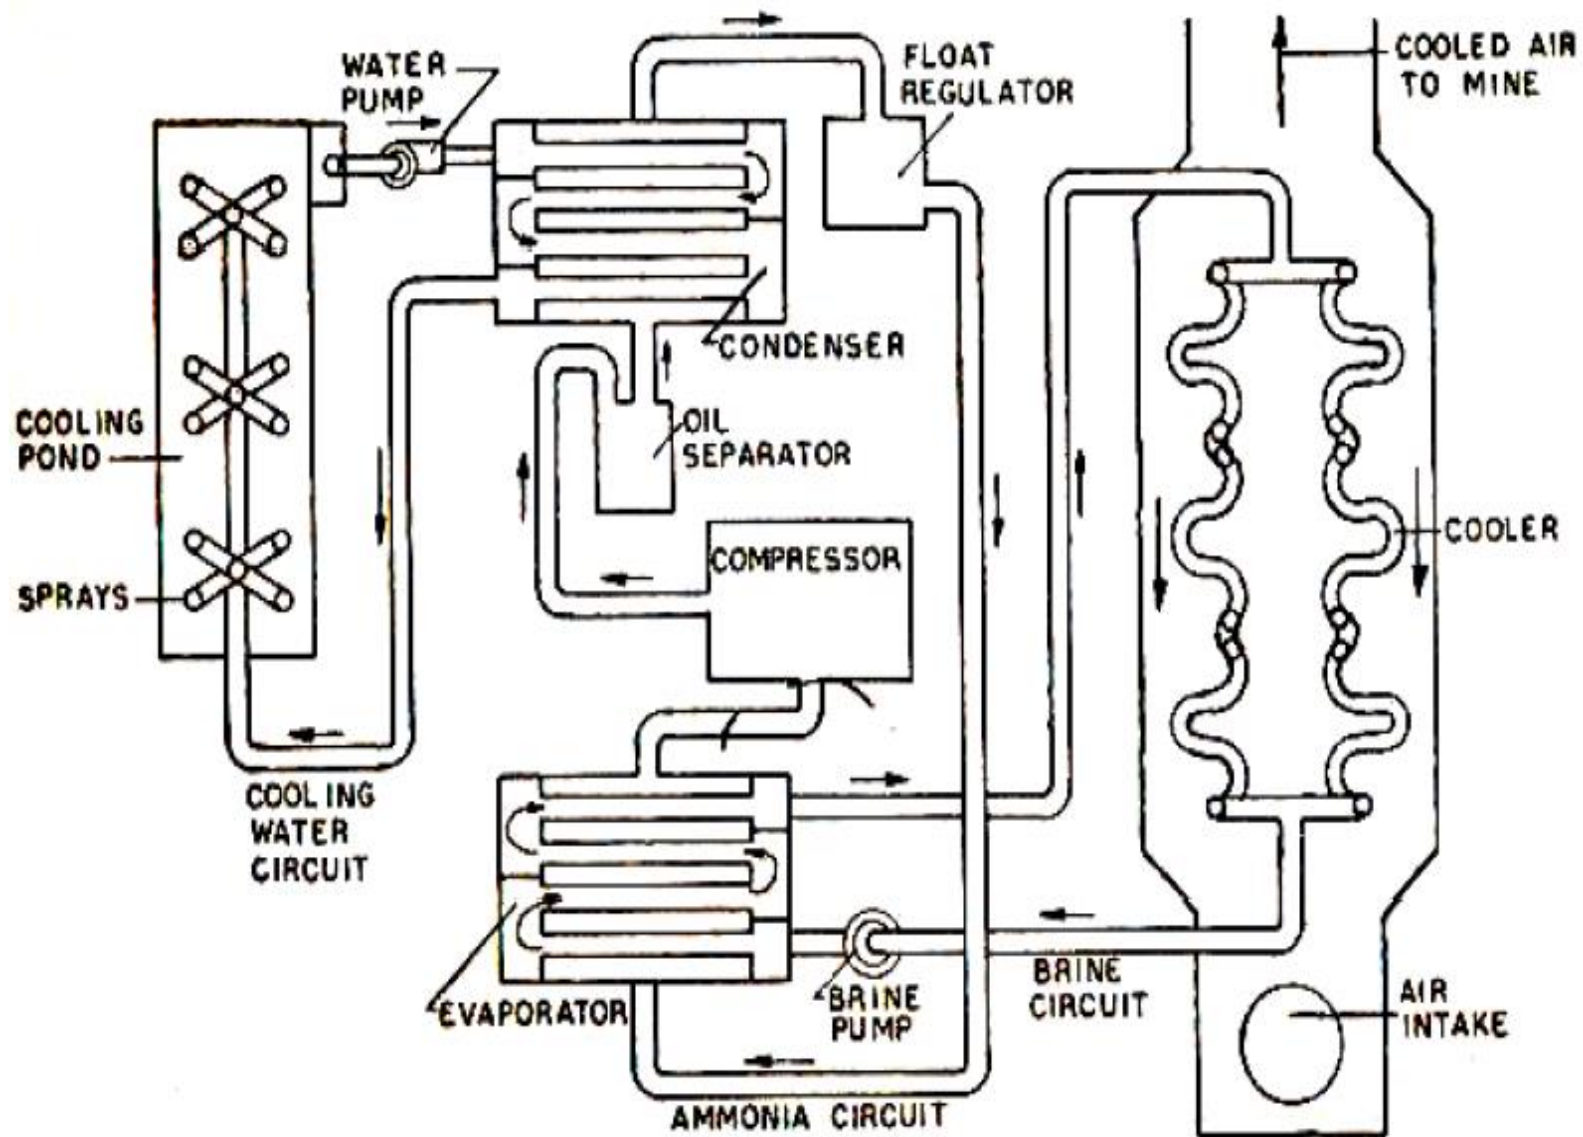 WATER
PUMP
FLOAT
REGULATOR
COOLED AIR
TO MINE
CONDENSER
COOLING
POND
OIL
SEPARATOR
COMPRESSOR
COOLER
SPRAYS
COOLING
WATER
CIRCUIT
EVAPORATOR
BRINE
PUMP
BRINE
CIRCUIT
AIR
INTAKE
AMMONIA CIRCUIT